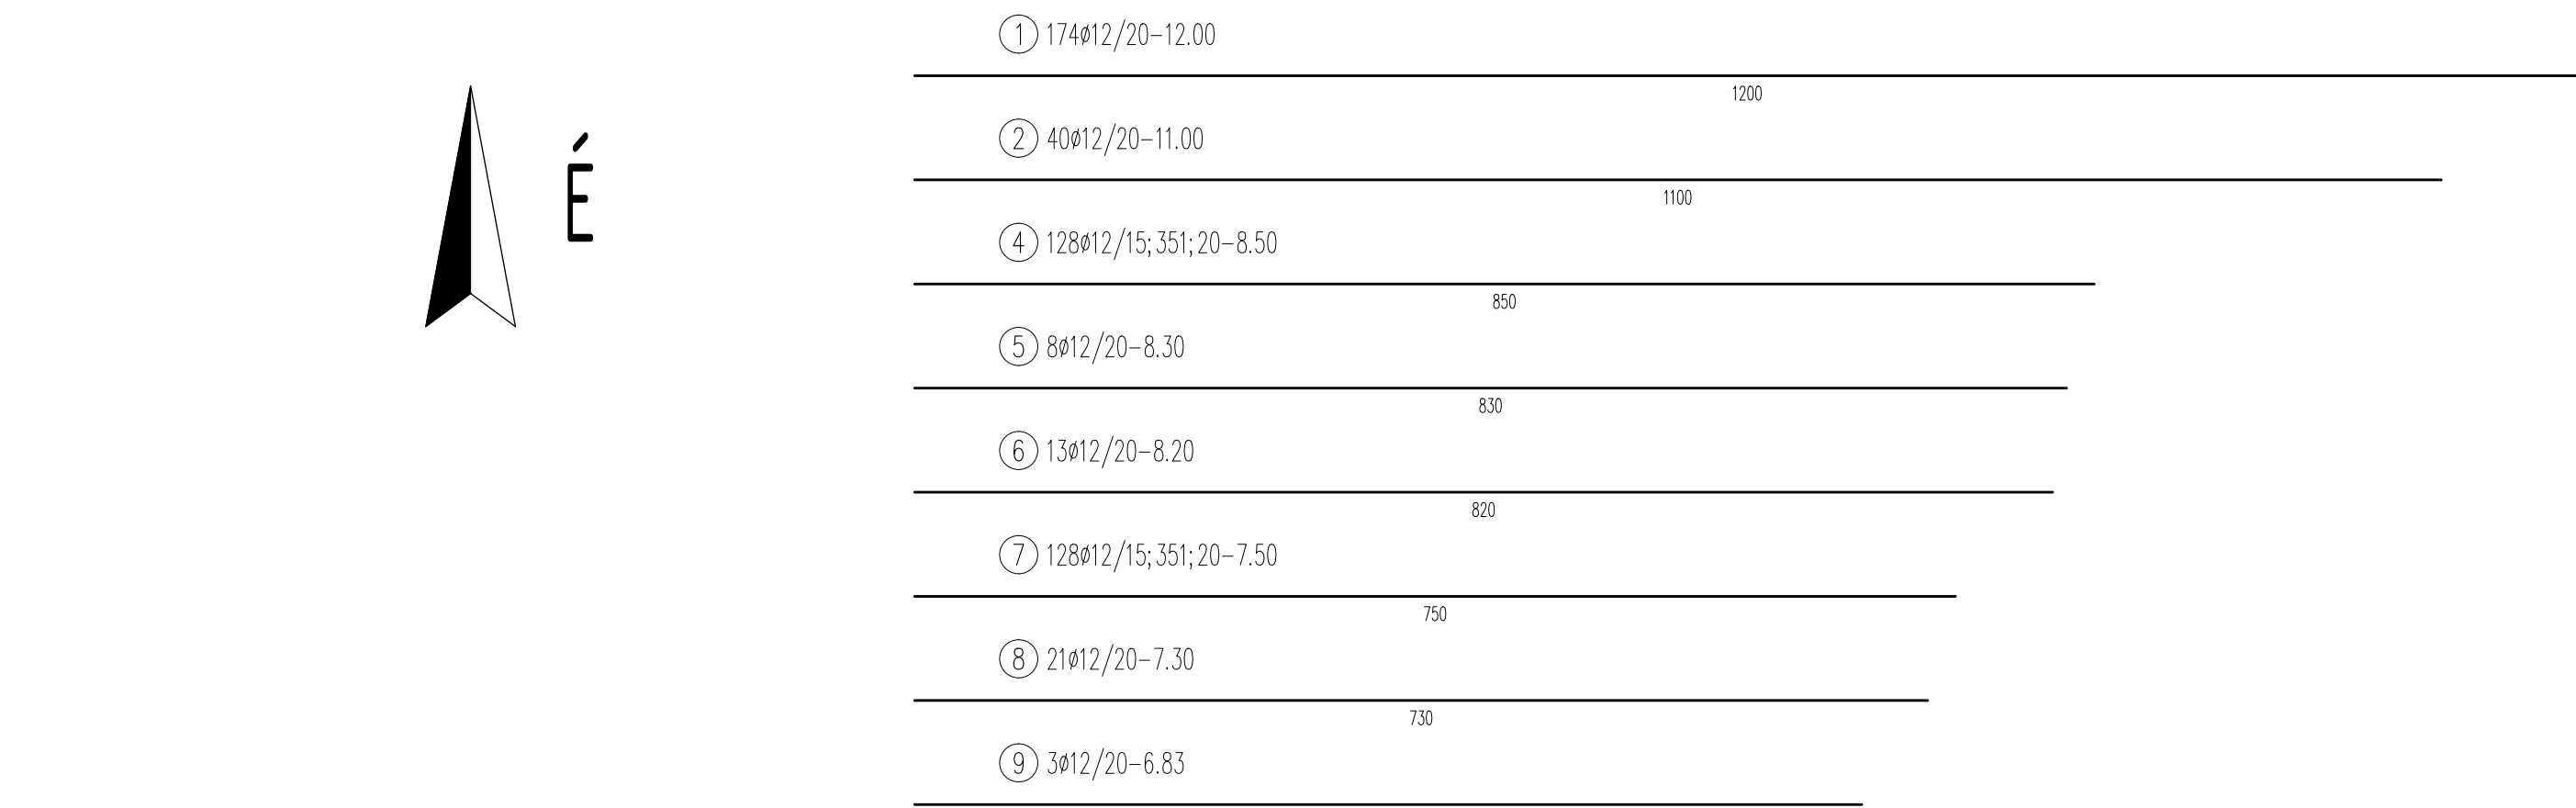 ① 174ø12/20-12.00
1200
É
② 40ø12/20-11.00
1100
④ 128ø12/15;351;20-8.50
850
⑤ 8ø12/20-8.30
830
⑥ 13ø12/20-8.20
820
⑦ 128ø12/15;351;20-7.50
750
⑧ 21ø12/20-7.30
730
⑨ 3ø12/20-6.83